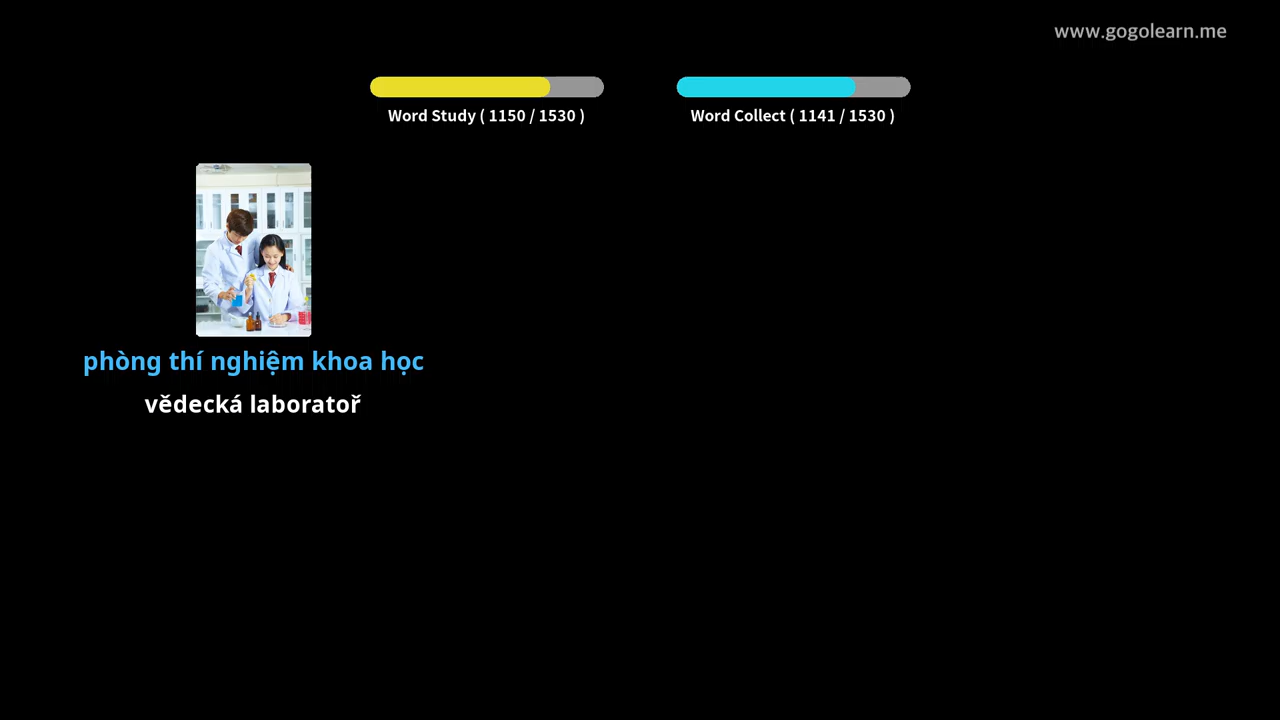 www.gogolearn.me
Word Study ( 1150 / 1530 )
Word Collect ( 1141 / 1530 )
phòng thí nghiệm khoa học
vědecká laboratoř